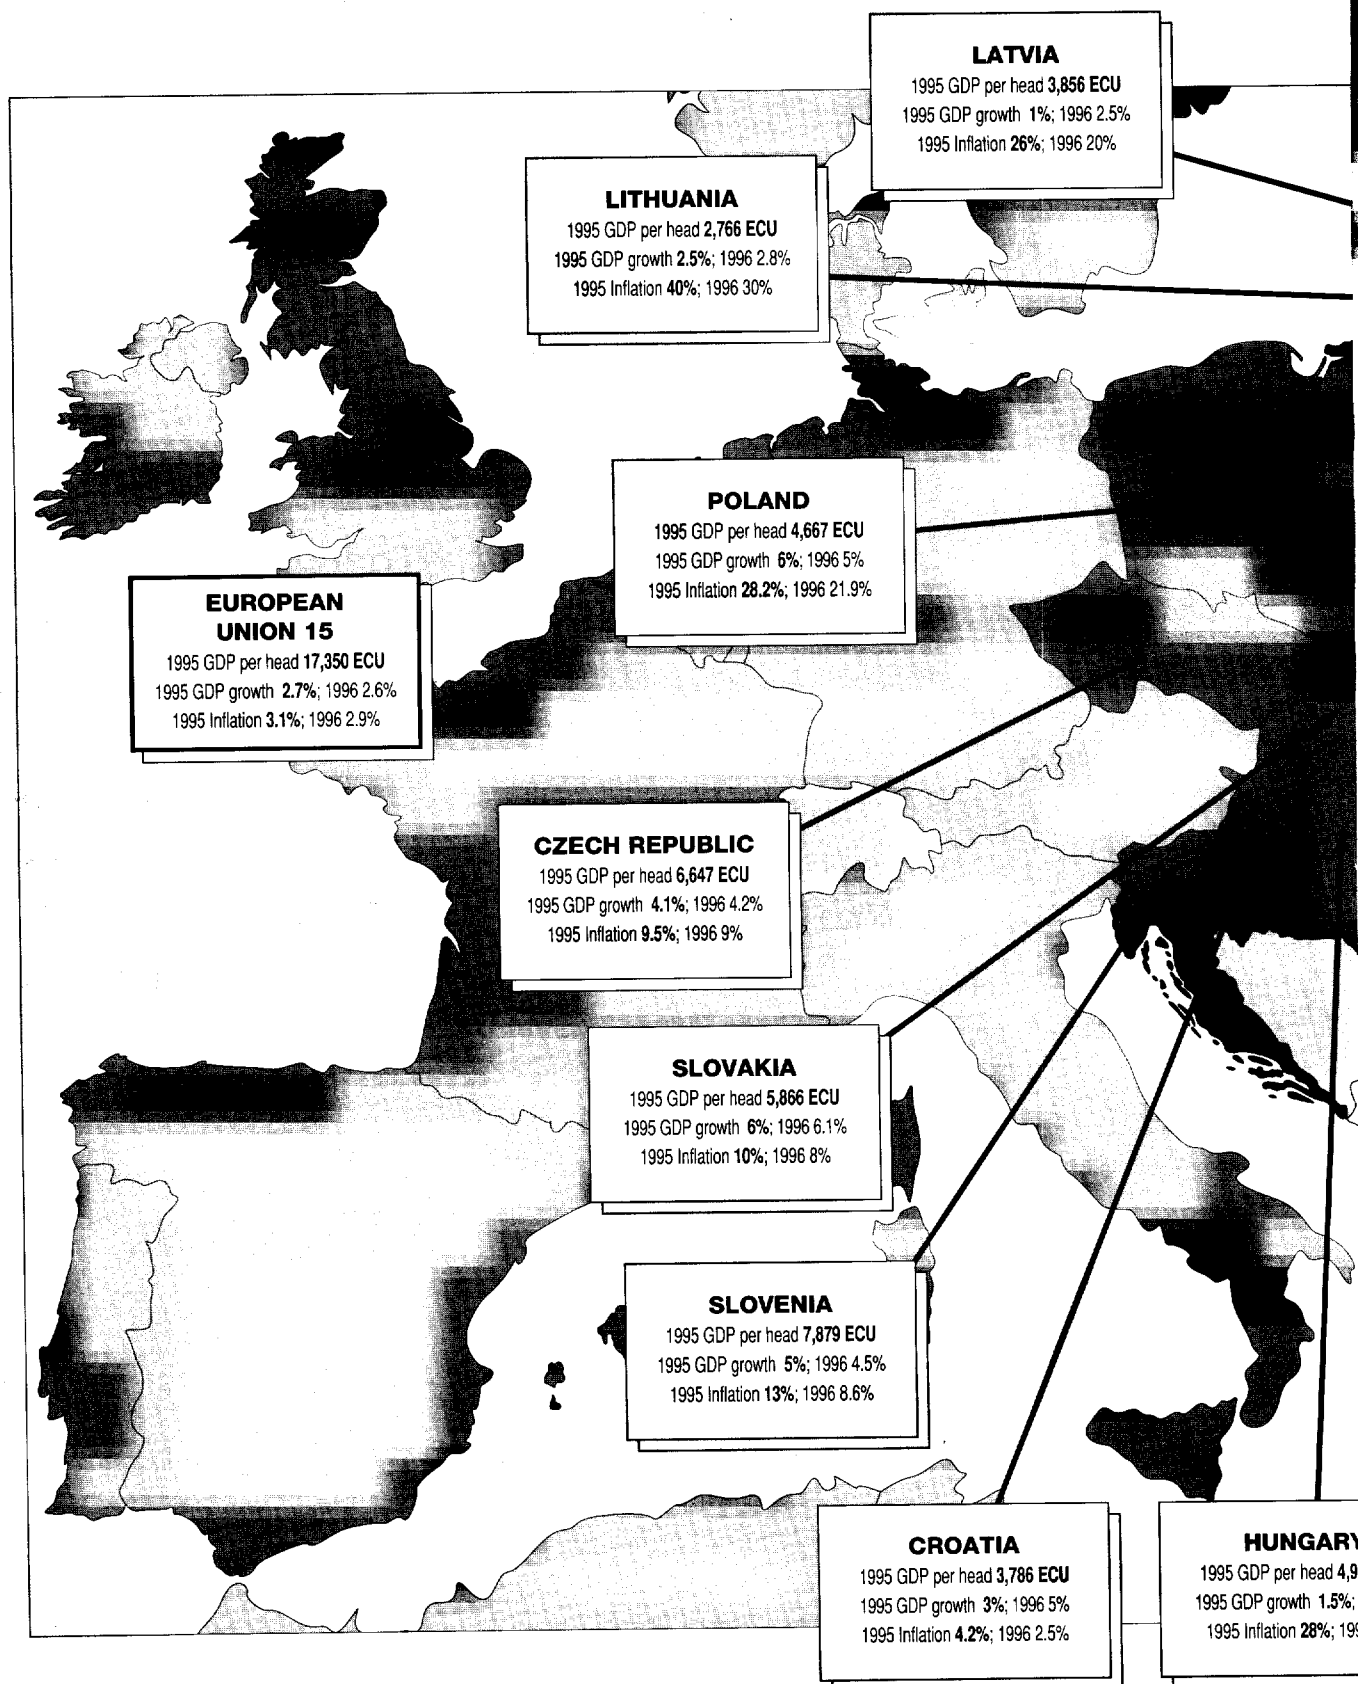 LATVIA
1995 GDP per head 3,856 ECU
1995 GDP growth 1%; 1996 2.5%
1995 Inflation 26%; 1996 20%
LITHUANIA
1995 GDP per head 2,766 ECU
1995 GDP growth 2.5%; 1996 2.8%
1995 Inflation 40%; 1996 30%
POLAND
1995 GDP per head 4,667 ECU
1995 GDP growth 6%; 1996 5%
1995 Inflation 28.2%; 1996 21.9%
EUROPEAN
UNION 15
1995 GDP per head 17,350 ECU
1995 GDP growth 2.7%; 1996 2.6%
1995 Inflation 3.1%; 1996 2.9%
CZECH REPUBLIC
1995 GDP per head 6,647 ECU
1995 GDP growth 4.1%; 1996 4.2%
1995 Inflation 9.5%; 1996 9%
SLOVAKIA
1995 GDP per head 5,866 ECU
1995 GDP growth 6%; 1996 6.1%
1995 Inflation 10%; 1996 8%
SLOVENIA
1995 GDP per head 7,879 ECU
1995 GDP growth 5%; 1996 4.5%
1995 Inflation 13%; 1996 8.6%
CROATIA
1995 GDP per head 3,786 ECU
1995 GDP growth 3%; 1996 5%
1995 Inflation 4.2%; 1996 2.5%
HUNGARY
1995 GDP per head 4,9
1995 GDP growth 1.5%;
1995 Inflation 28%; 19